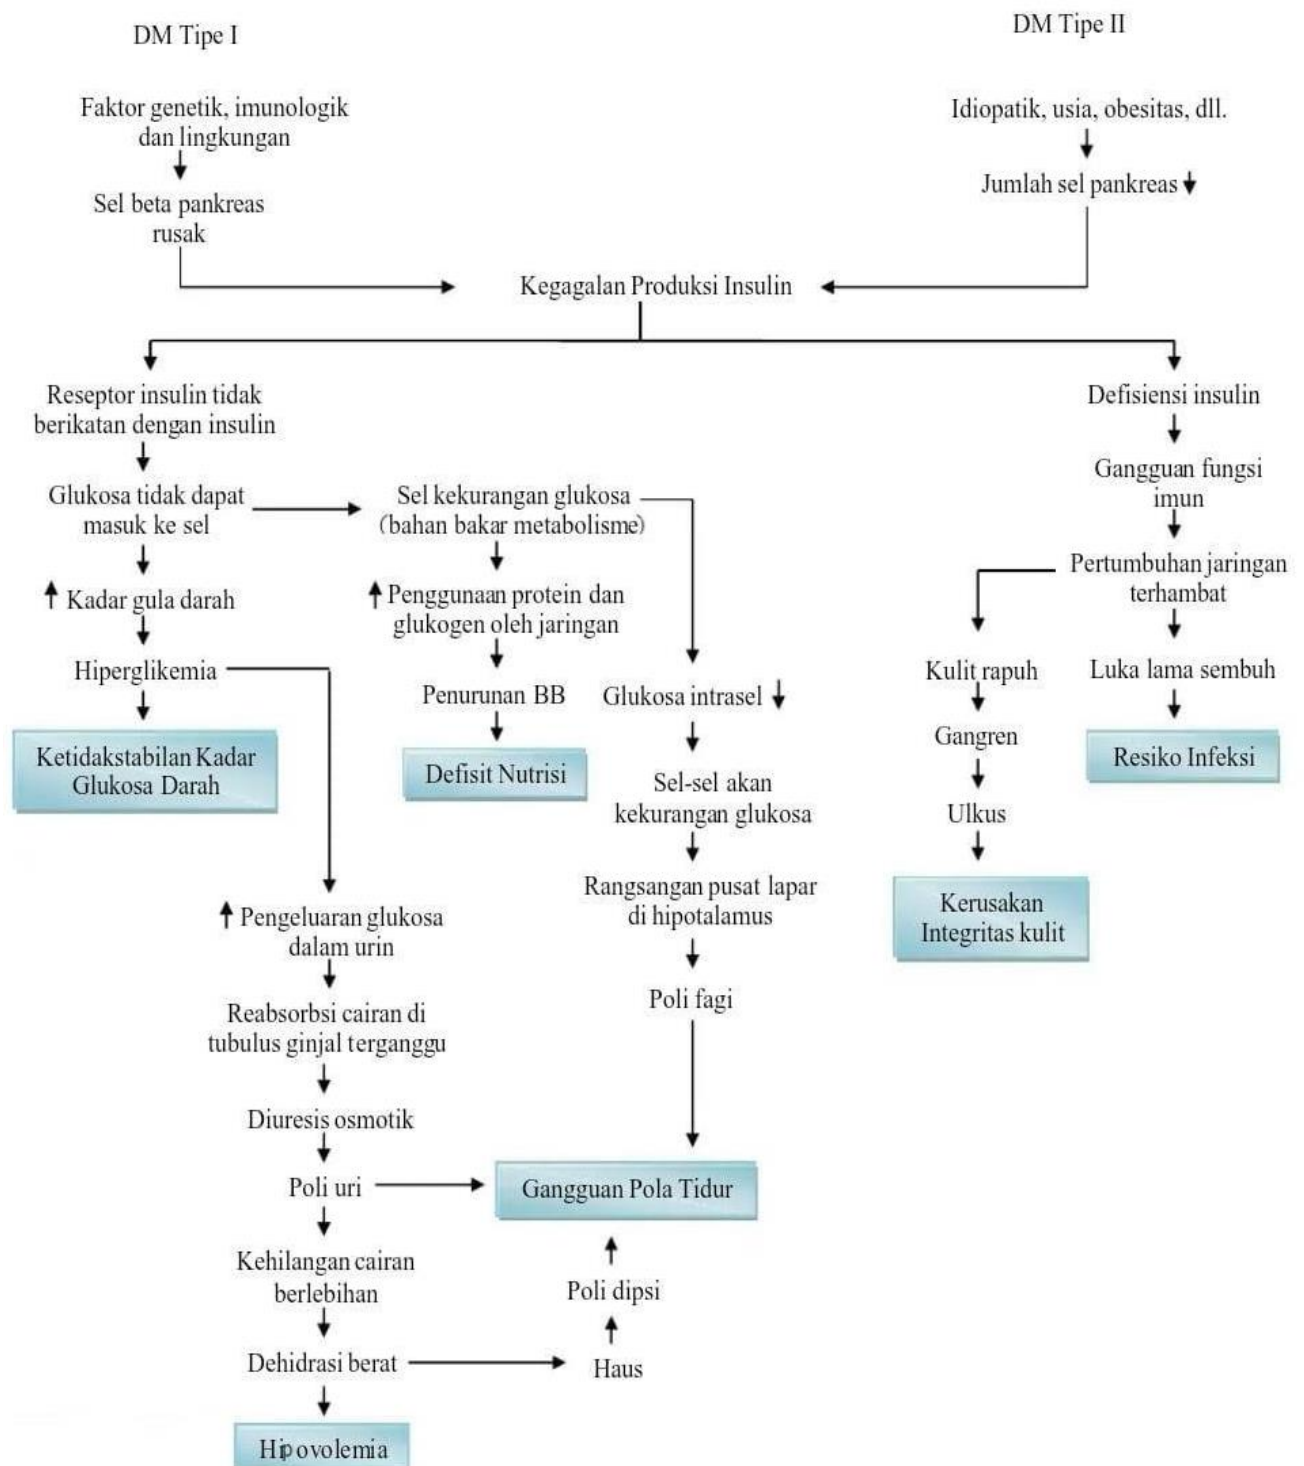 DM Tipe I
DM Tipe II
Faktor genetik, imunologik
dan lingkungan
Idiopatik, usia, obesitas, dll.
Sel beta pankreas
rusak
Jumlah sel pankreas
Kegagalan Produksi Insulin
Reseptor insulin tidak
berikatan dengan insulin
Defisiensi insulin
Glukosa tidak dapat
masuk ke sel
Sel kekurangan glukosa
(bahan bakar metabolisme)
Gangguan fungsi
imun
Kadar gula darah
Penggunaan protein dan
glukogen oleh jaringan
Pertumbuhan jaringan
terhambat
Hiperglikemia
Penurunan BB
Glukosa intrasel
Kulit rapuh
Luka lama sembuh
Ketidakstabilan Kadar
Glukosa Darah
Defisit Nutrisi
Sel-sel akan
kekurangan glukosa
Gangren
Resiko Infeksi
Ulkus
Rangsangan pusat lapar
di hipotalamus
Kerusakan
Integritas kulit
Pengeluaran glukosa
dalam urin
Poli fagi
Reabsorbsi cairan di
tubulus ginjal terganggu
Diuresis osmotik
Poli uri
Gangguan Pola Tidur
Kehilangan cairan
berlebihan
Poli dipsi
Dehidrasi berat
Haus
Hipovolemia